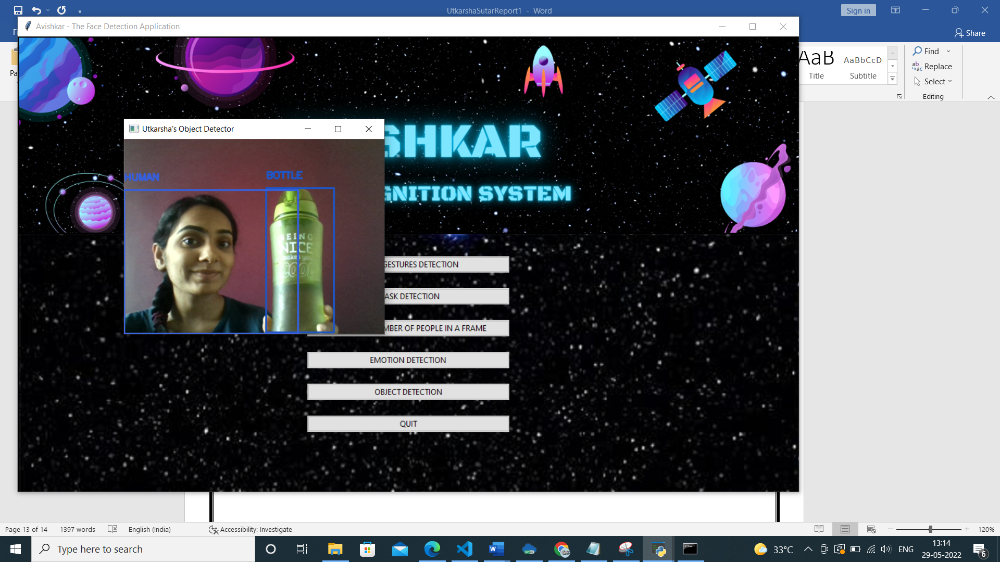 UtkarshaSutarReport1 - Word
Sign in
Avishkar - The Face Detection Application
Share
AaB
AaBbCcD
Title
Subtitle
Find
Replace
Select
Editing
SHKAR
GNITION SYSTEM
Utkarsha's Object Detector
HUMAN
BOTTLE
BEING
NICE
makes you
COOL
GESTURES DETECTION
ASK DETECTION
MBER OF PEOPLE IN A FRAME
EMOTION DETECTION
OBJECT DETECTION
QUIT
Page 13 of 14
1397 words
English (India)
Accessibility: Investigate
120%
Type here to search
33°C
ENG
13:14
29-05-2022
6